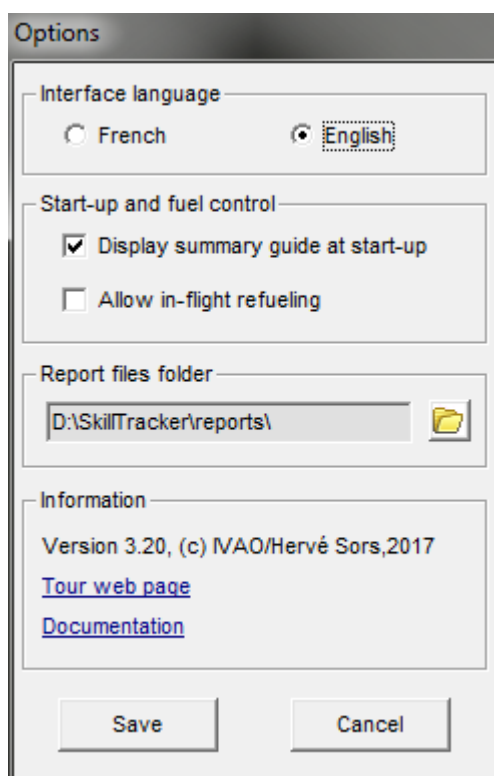 Options
Interface language
French English
Start-up and fuel control
Display summary guide at start-up
Allow in-flight refueling
Report files folder
D:\SkillTracker\reports\
Information
Version 3.20, (c) IVAO/Hervé Sors,2017
Tour web page
Documentation
Save Cancel